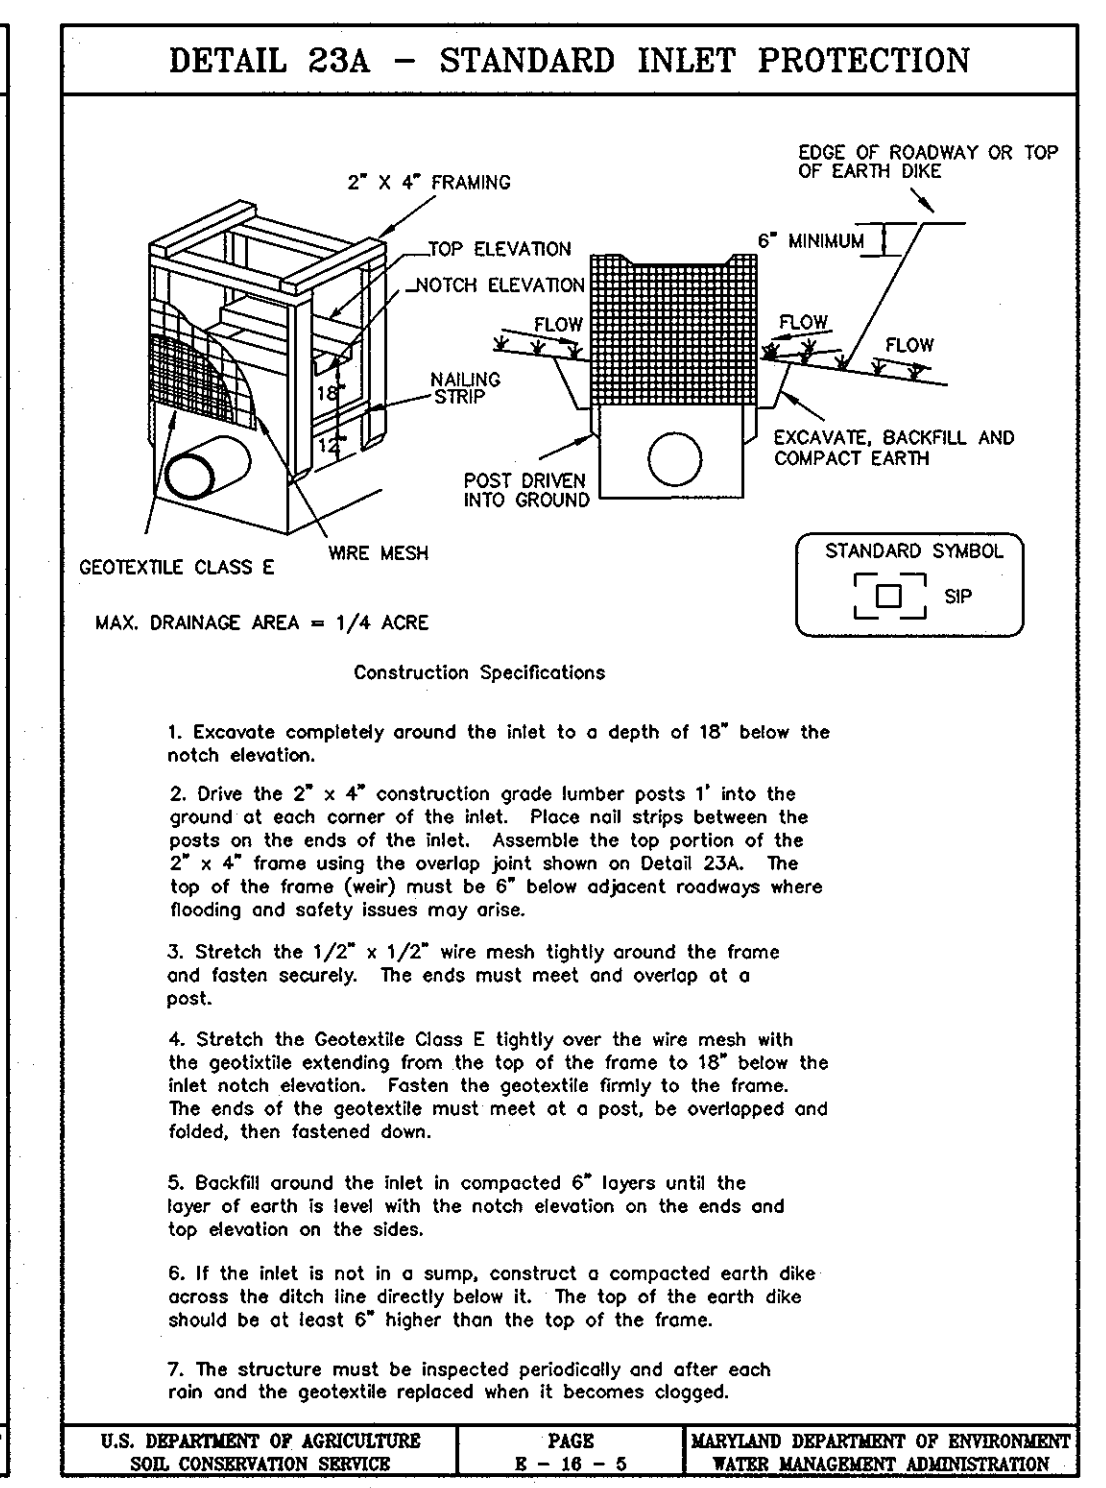 DETAIL 23A – STANDARD INLET PROTECTION
EDGE OF ROADWAY OR TOP
OF EARTH DIKE
2" X 4" FRAMING
6" MINIMUM
TOP ELEVATION
NOTCH ELEVATION
FLOW
FLOW
FLOW
NAILING
STRIP
18"
12"
EXCAVATE, BACKFILL AND
COMPACT EARTH
POST DRIVEN
INTO GROUND
WIRE MESH
GEOTEXTILE CLASS E
STANDARD SYMBOL
SIP
MAX. DRAINAGE AREA = 1/4 ACRE
Construction Specifications
1. Excavate completely around the inlet to a depth of 18" below the
notch elevation.
2. Drive the 2" x 4" construction grade lumber posts 1' into the
ground at each corner of the inlet. Place nail strips between the
posts on the ends of the inlet. Assemble the top portion of the
2" x 4" frame using the overlap joint shown on Detail 23A. The
top of the frame (weir) must be 6" below adjacent roadways where
flooding and safety issues may arise.
3. Stretch the 1/2" x 1/2" wire mesh tightly around the frame
and fasten securely. The ends must meet and overlap at a
post.
4. Stretch the Geotextile Class E tightly over the wire mesh with
the geotixtile extending from the top of the frame to 18" below the
inlet notch elevation. Fasten the geotextile firmly to the frame.
The ends of the geotextile must meet at a post, be overlapped and
folded, then fastened down.
5. Backfill around the inlet in compacted 6" layers until the
layer of earth is level with the notch elevation on the ends and
top elevation on the sides.
6. If the inlet is not in a sump, construct a compacted earth dike
across the ditch line directly below it. The top of the earth dike
should be at least 6" higher than the top of the frame.
7. The structure must be inspected periodically and after each
rain and the geotextile replaced when it becomes clogged.
U.S. DEPARTMENT OF AGRICULTURE
SOIL CONSERVATION SERVICE
PAGE
E – 16 – 5
MARYLAND DEPARTMENT OF ENVIRONMENT
WATER MANAGEMENT ADMINISTRATION